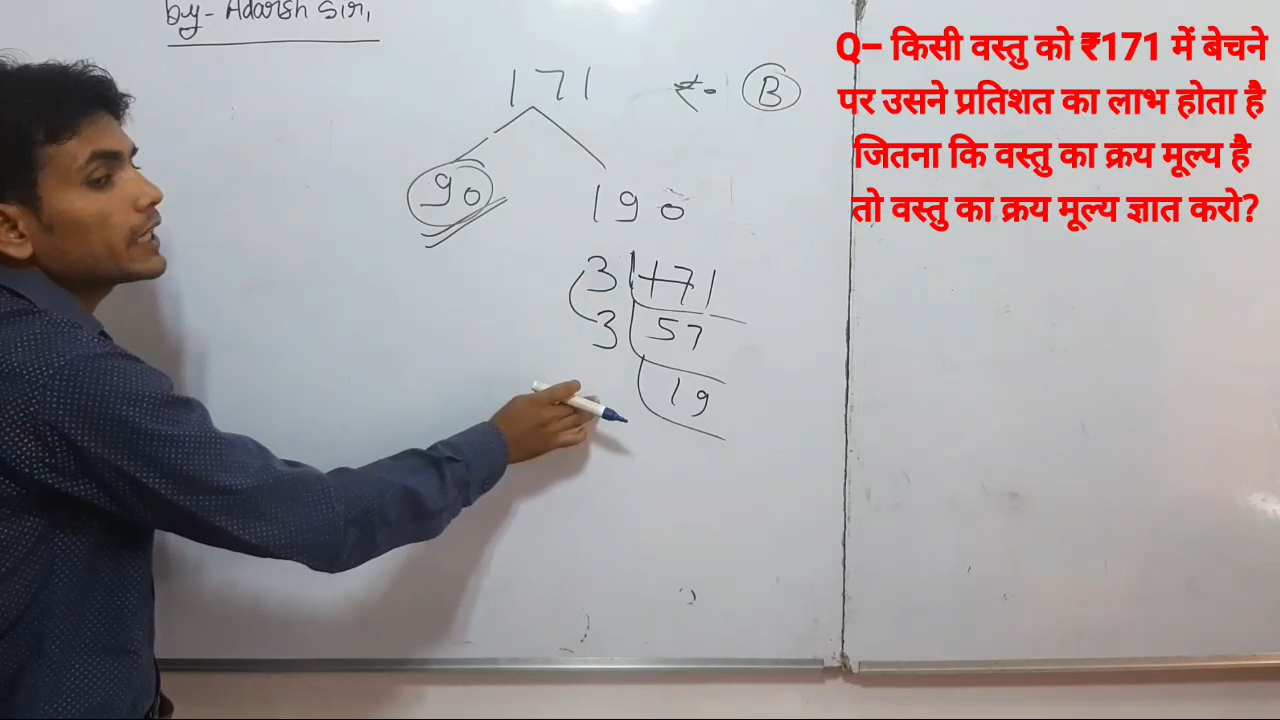 by- Adarsh Sir,
171
₹- B
90
190
3 171
3 57
19
Q– किसी वस्तु को ₹171 में बेचने
पर उसने प्रतिशत का लाभ होता है
जितना कि वस्तु का क्रय मूल्य है
तो वस्तु का क्रय मूल्य ज्ञात करो?